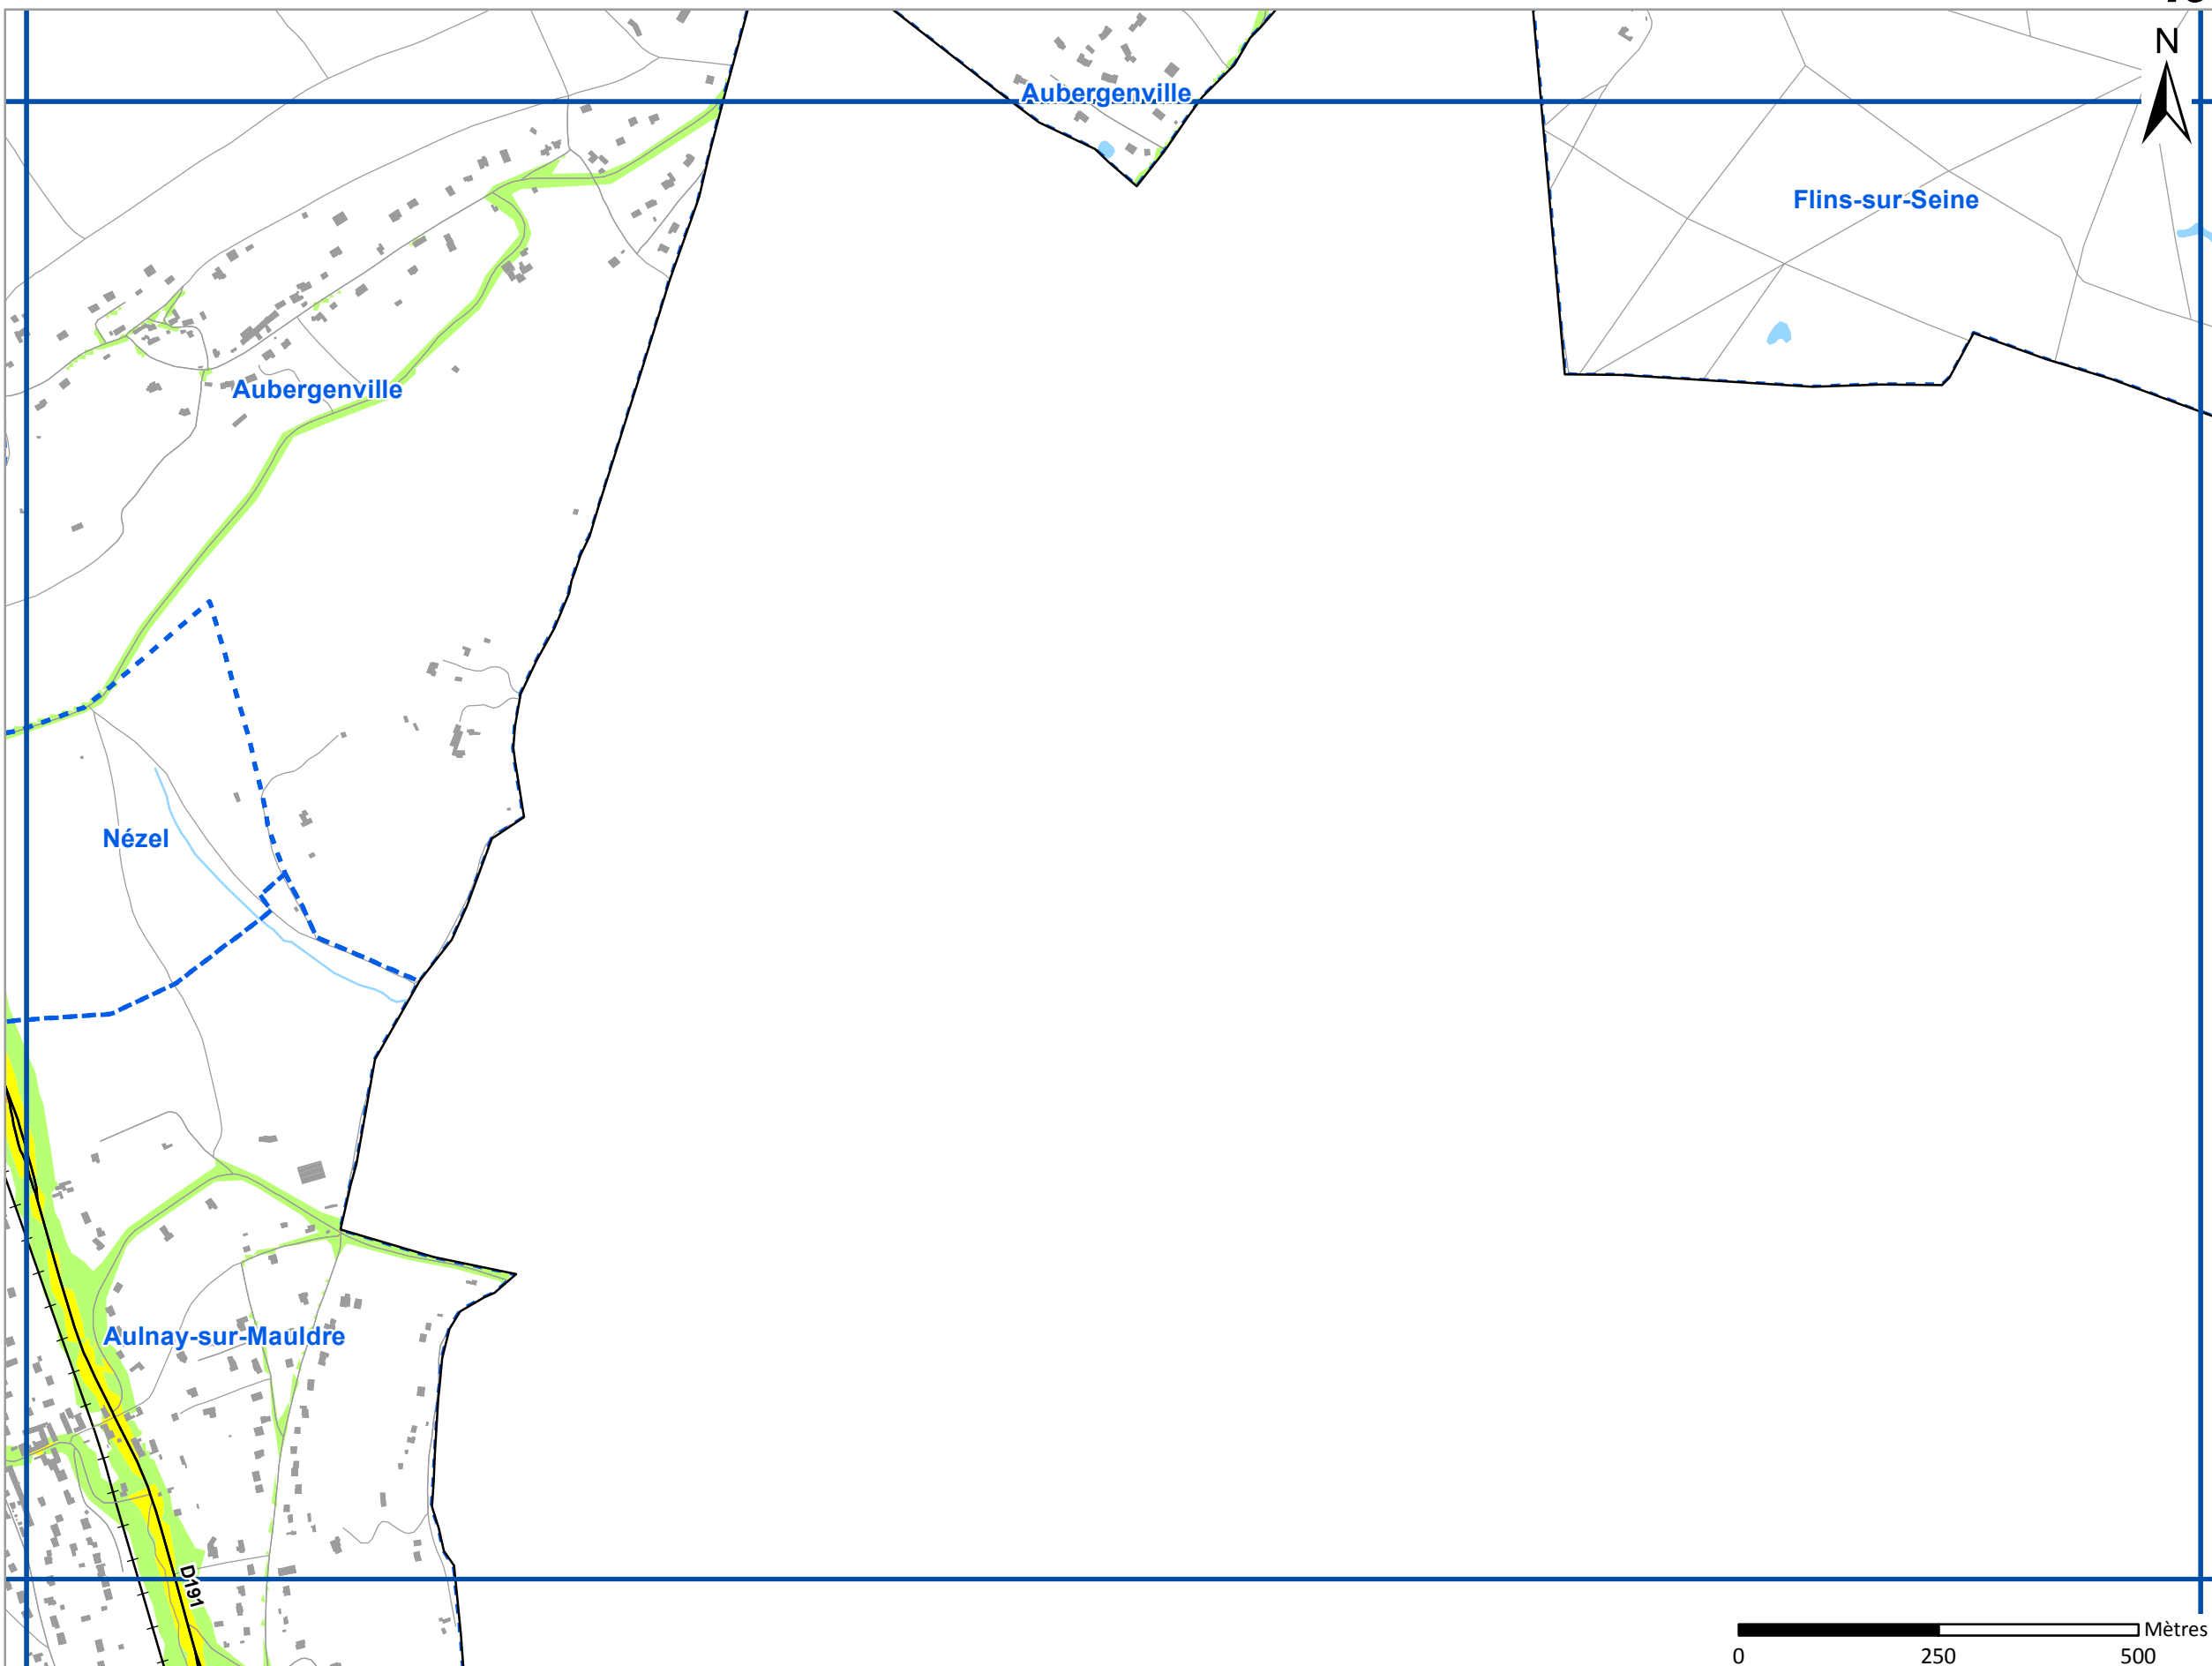 N
Aubergenville
Flins-sur-Seine
Aubergenville
Nézel
Aulnay-sur-Mauldre
D191
Mètres
0 250 500